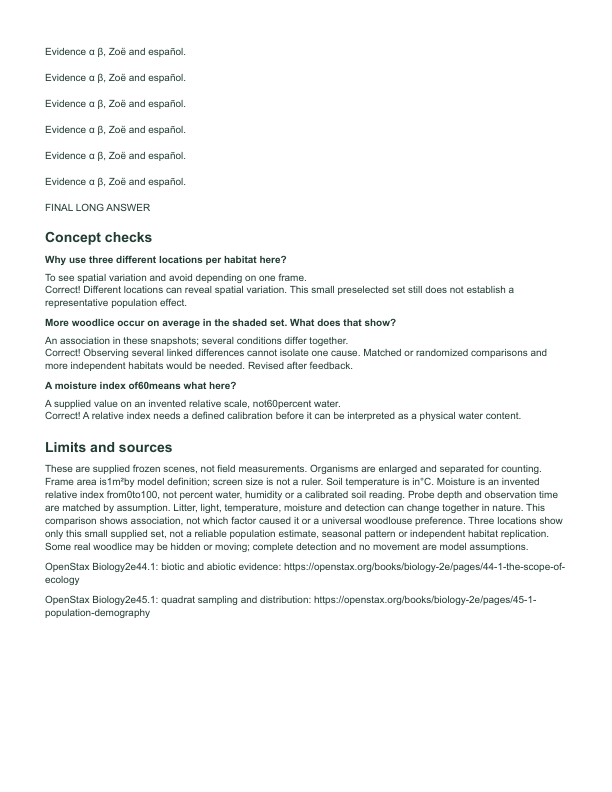 Evidence α β, Zoë and español.
Evidence α β, Zoë and español.
Evidence α β, Zoë and español.
Evidence α β, Zoë and español.
Evidence α β, Zoë and español.
Evidence α β, Zoë and español.
FINAL LONG ANSWER
Concept checks
Why use three different locations per habitat here?
To see spatial variation and avoid depending on one frame.
Correct! Different locations can reveal spatial variation. This small preselected set still does not establish a
representative population effect.
More woodlice occur on average in the shaded set. What does that show?
An association in these snapshots; several conditions differ together.
Correct! Observing several linked differences cannot isolate one cause. Matched or randomized comparisons and
more independent habitats would be needed. Revised after feedback.
A moisture index of60means what here?
A supplied value on an invented relative scale, not60percent water.
Correct! A relative index needs a defined calibration before it can be interpreted as a physical water content.
Limits and sources
These are supplied frozen scenes, not field measurements. Organisms are enlarged and separated for counting.
Frame area is1m²by model definition; screen size is not a ruler. Soil temperature is in°C. Moisture is an invented
relative index from0to100, not percent water, humidity or a calibrated soil reading. Probe depth and observation time
are matched by assumption. Litter, light, temperature, moisture and detection can change together in nature. This
comparison shows association, not which factor caused it or a universal woodlouse preference. Three locations show
only this small supplied set, not a reliable population estimate, seasonal pattern or independent habitat replication.
Some real woodlice may be hidden or moving; complete detection and no movement are model assumptions.
OpenStax Biology2e44.1: biotic and abiotic evidence: https://openstax.org/books/biology-2e/pages/44-1-the-scope-of-
ecology
OpenStax Biology2e45.1: quadrat sampling and distribution: https://openstax.org/books/biology-2e/pages/45-1-
population-demography